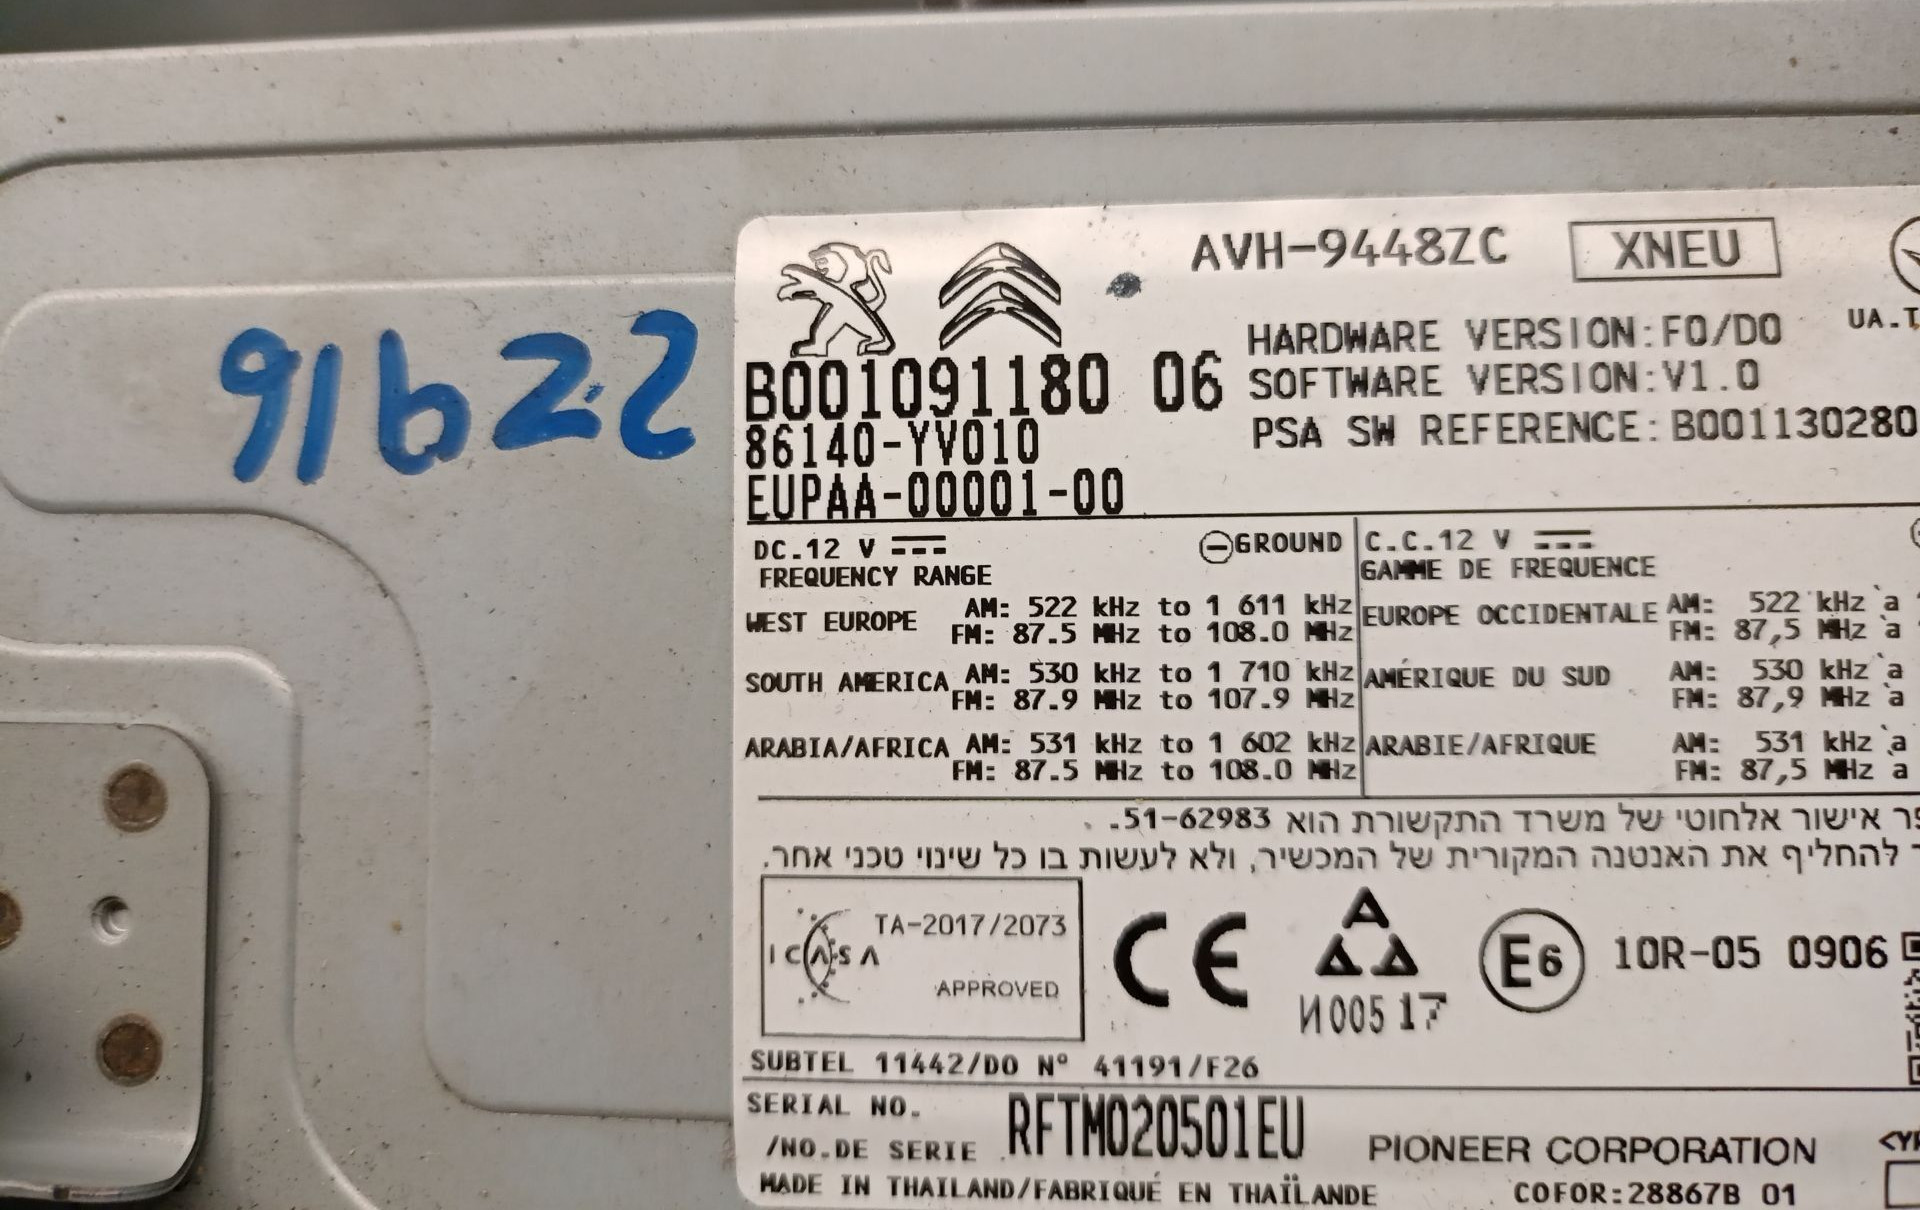 91622
AVH-9448ZC XNEU
UA.T
HARDWARE VERSION:F0/D0
B001091180 06
SOFTWARE VERSION:V1.0
86140-YV010
PSA SW REFERENCE:B001130280
EUPAA-00001-00
DC.12 V
GROUND
FREQUENCY RANGE
WEST EUROPE AM: 522 kHz to 1 611 kHz
FM: 87.5 MHz to 108.0 MHz
SOUTH AMERICA AM: 530 kHz to 1 710 kHz
FM: 87.9 MHz to 107.9 MHz
ARABIA/AFRICA AM: 531 kHz to 1 602 kHz
FM: 87.5 MHz to 108.0 MHz
C.C.12 V
GAMME DE FREQUENCE
EUROPE OCCIDENTALE AM: 522 kHz à
FM: 87,5 MHz à
AMÉRIQUE DU SUD AM: 530 kHz à
FM: 87,9 MHz à
ARABIE/AFRIQUE AM: 531 kHz à
FM: 87,5 MHz à
אישור אלחוטי של משרד התקשורת הוא 51-62983.
להחליף את האנטנה המקורית של המכשיר, ולא לעשות בו כל שינוי טכני אחר.
ICASA TA-2017/2073
APPROVED
CE
И00517
E6 10R-05 0906
SUBTEL 11442/DO N° 41191/F26
SERIAL NO.
/NO.DE SERIE RFTM020501EU
PIONEER CORPORATION
MADE IN THAILAND/FABRIQUÉ EN THAÏLANDE
COFOR:28867B 01